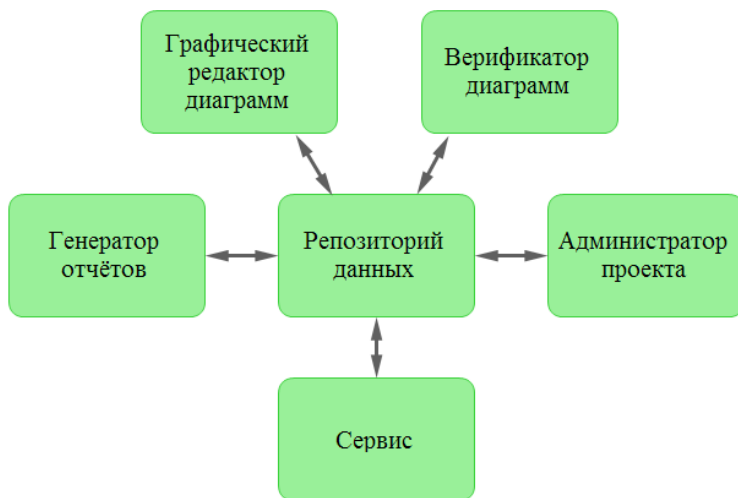 Графический
редактор
диаграмм
Верификатор
диаграмм
Генератор
отчётов
Репозиторий
данных
Администратор
проекта
Сервис